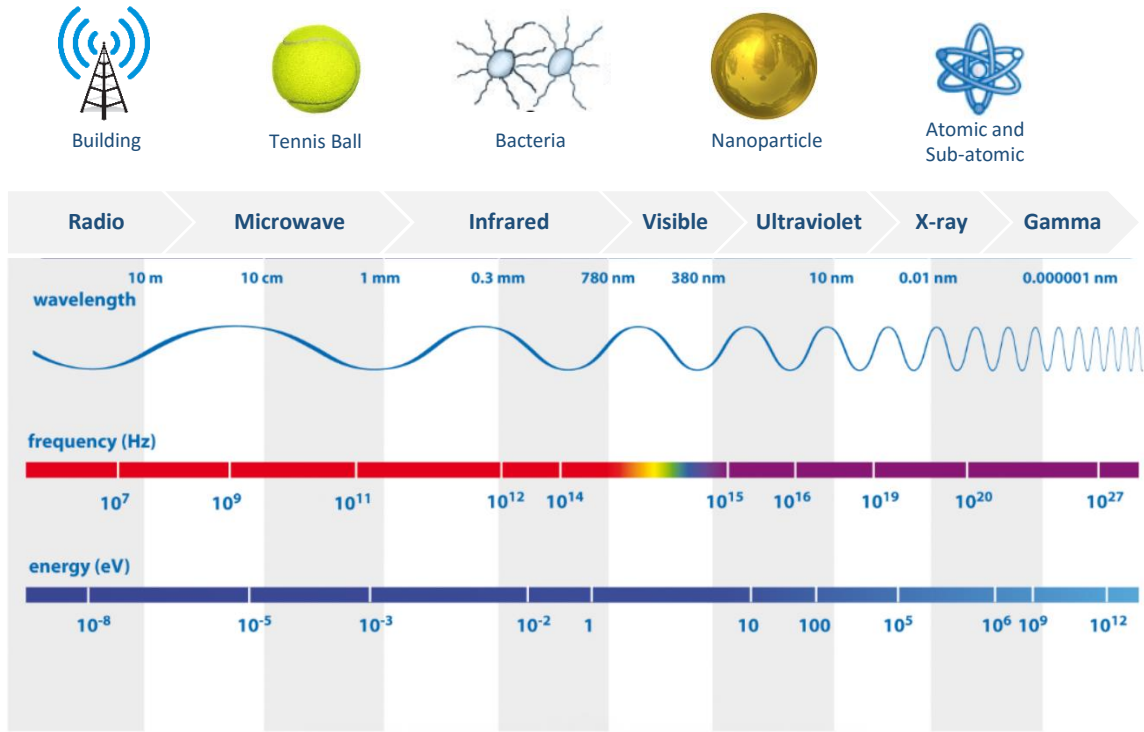 Building
Tennis Ball
Bacteria
Nanoparticle
Atomic and
Sub-atomic
Radio Microwave Infrared Visible Ultraviolet X-ray Gamma
10 m 10 cm 1 mm 0.3 mm 780 nm 380 nm 10 nm 0.01 nm 0.000001 nm
wavelength
frequency (Hz)
10⁷ 10⁹ 10¹¹ 10¹² 10¹⁴ 10¹⁵ 10¹⁶ 10¹⁹ 10²⁰ 10²⁷
energy (eV)
10⁻⁸ 10⁻⁵ 10⁻³ 10⁻² 1 10 100 10⁵ 10⁶ 10⁹ 10¹²